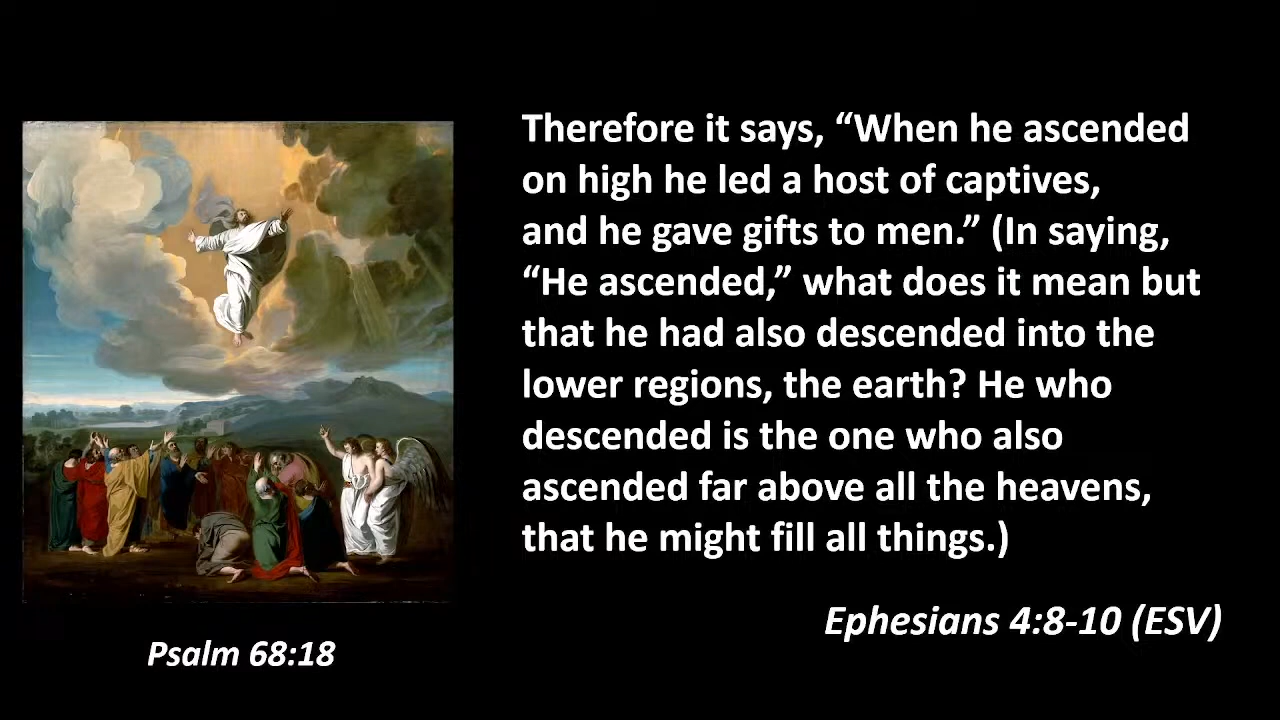 Therefore it says, “When he ascended
on high he led a host of captives,
and he gave gifts to men.” (In saying,
“He ascended,” what does it mean but
that he had also descended into the
lower regions, the earth? He who
descended is the one who also
ascended far above all the heavens,
that he might fill all things.)
Ephesians 4:8-10 (ESV)
Psalm 68:18